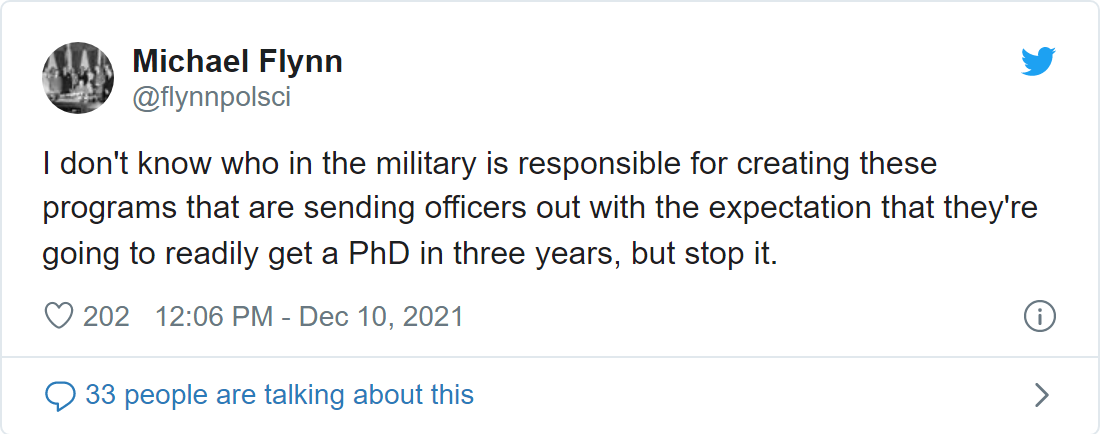 Michael Flynn
@flynnpolsci
I don't know who in the military is responsible for creating these
programs that are sending officers out with the expectation that they're
going to readily get a PhD in three years, but stop it.
202 12:06 PM - Dec 10, 2021
33 people are talking about this